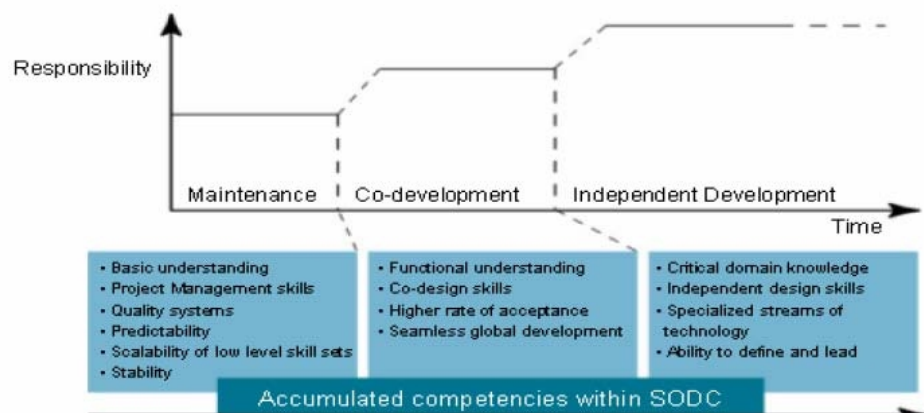 Responsibility
Maintenance
Co-development
Independent Development
Time
• Basic understanding
• Project Management skills
• Quality systems
• Predictability
• Scalability of low level skill sets
• Stability
• Functional understanding
• Co-design skills
• Higher rate of acceptance
• Seamless global development
• Critical domain knowledge
• Independent design skills
• Specialized streams of
technology
• Ability to define and lead
Accumulated competencies within SODC